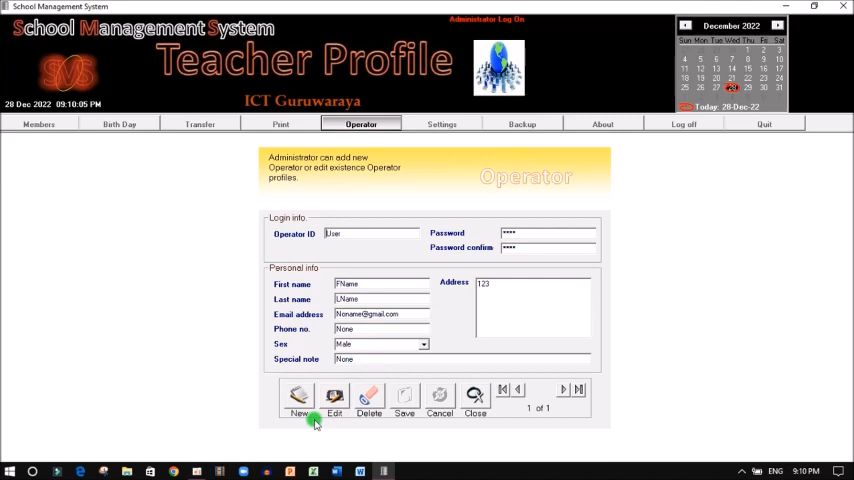 School Management System
School Management System
Administrator Log On
Teacher Profile
SMS
ICT Guruwaraya
28 Dec 2022 09:10:05 PM
December 2022
Sun Mon Tue Wed Thu Fri Sat
1 2 3
4 5 6 7 8 9 10
11 12 13 14 15 16 17
18 19 20 21 22 23 24
25 26 27 28 29 30 31
Today: 28-Dec-22
Members Birth Day Transfer Print Operator Settings Backup About Log off Quit
Administrator can add new
Operator or edit existence Operator
profiles.
Operator
Login info.
Operator ID User Password ****
Password confirm ****
Personal info
First name FName Address 123
Last name LName
Email address Noname@gmail.com
Phone no. None
Sex Male
Special note None
New Edit Delete Save Cancel Close 1 of 1
9:10 PM